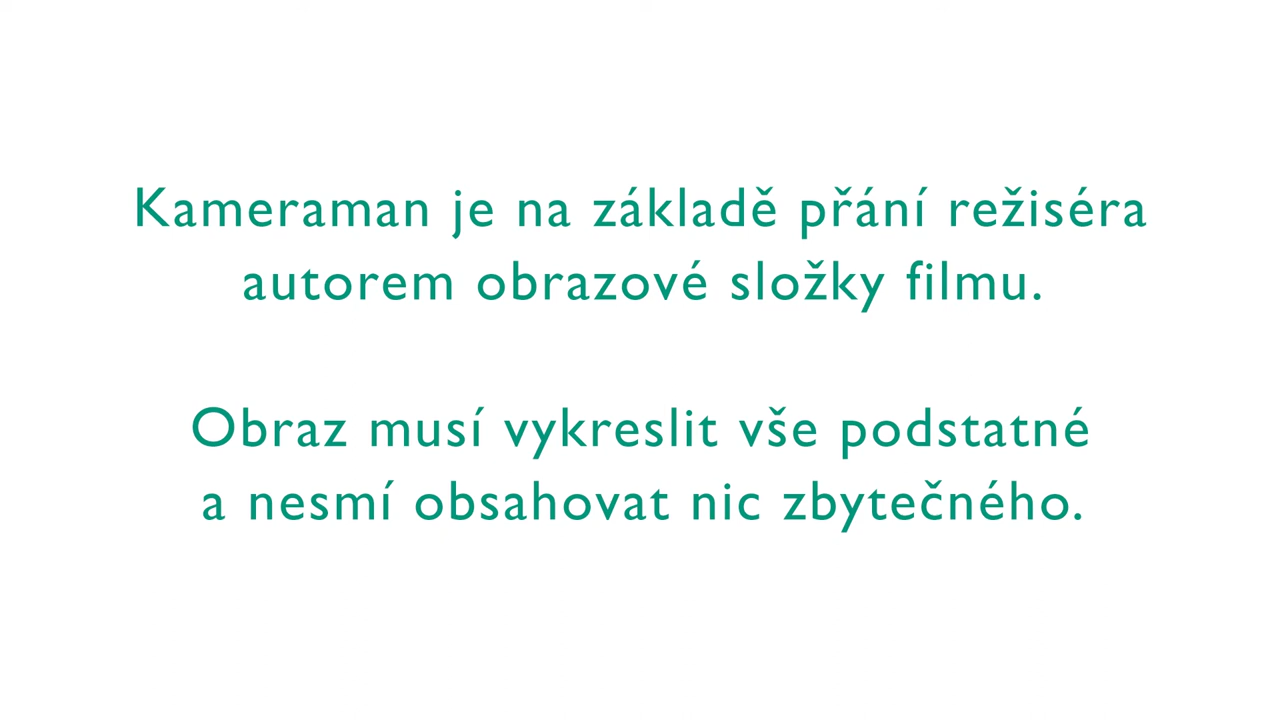 Kameraman je na základě přání režiséra
autorem obrazové složky filmu.
Obraz musí vykreslit vše podstatné
a nesmí obsahovat nic zbytečného.